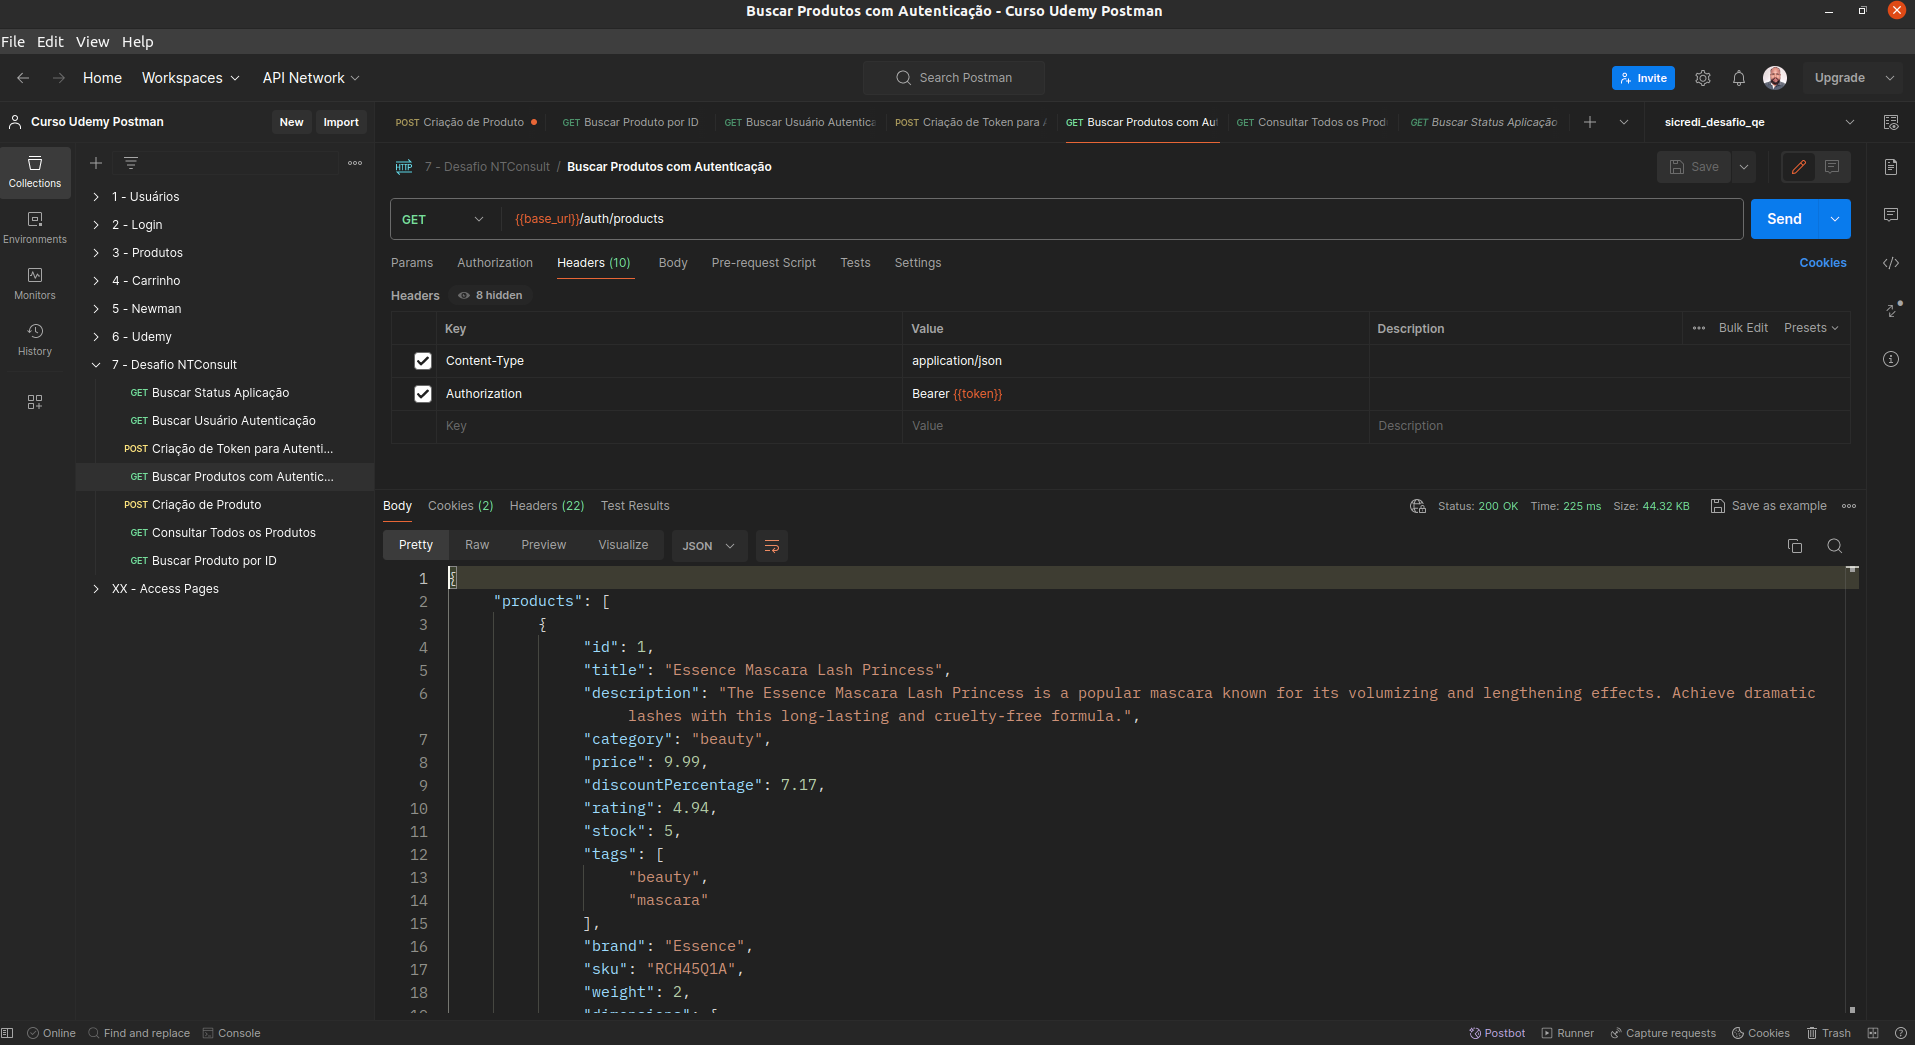 Buscar Produtos com Autenticação - Curso Udemy Postman
File Edit View Help
Home Workspaces API Network Search Postman Invite Upgrade
Curso Udemy Postman New Import
POST Criação de Produto GET Buscar Produto por ID GET Buscar Usuário Autentica POST Criação de Token para GET Buscar Produtos com Au GET Consultar Todos os Prod GET Buscar Status Aplicação sicredi_desafio_qe
Collections
Environments
Monitors
History
1 - Usuários
2 - Login
3 - Produtos
4 - Carrinho
5 - Newman
6 - Udemy
7 - Desafio NTConsult
GET Buscar Status Aplicação
GET Buscar Usuário Autenticação
POST Criação de Token para Autenti...
GET Buscar Produtos com Autentic...
POST Criação de Produto
GET Consultar Todos os Produtos
GET Buscar Produto por ID
XX - Access Pages
HTTP 7 - Desafio NTConsult / Buscar Produtos com Autenticação Save
GET {{base_url}}/auth/products Send
Params Authorization Headers (10) Body Pre-request Script Tests Settings Cookies
Headers 8 hidden
Key Value Description Bulk Edit Presets
Content-Type application/json
Authorization Bearer {{token}}
Key Value Description
Body Cookies (2) Headers (22) Test Results Status: 200 OK Time: 225 ms Size: 44.32 KB Save as example
Pretty Raw Preview Visualize JSON
1 {
2 "products": [
3 {
4 "id": 1,
5 "title": "Essence Mascara Lash Princess",
6 "description": "The Essence Mascara Lash Princess is a popular mascara known for its volumizing and lengthening effects. Achieve dramatic
lashes with this long-lasting and cruelty-free formula.",
7 "category": "beauty",
8 "price": 9.99,
9 "discountPercentage": 7.17,
10 "rating": 4.94,
11 "stock": 5,
12 "tags": [
13 "beauty",
14 "mascara"
15 ],
16 "brand": "Essence",
17 "sku": "RCH45Q1A",
18 "weight": 2,
19 "dimensions": {
Online Find and replace Console Postbot Runner Capture requests Cookies Trash